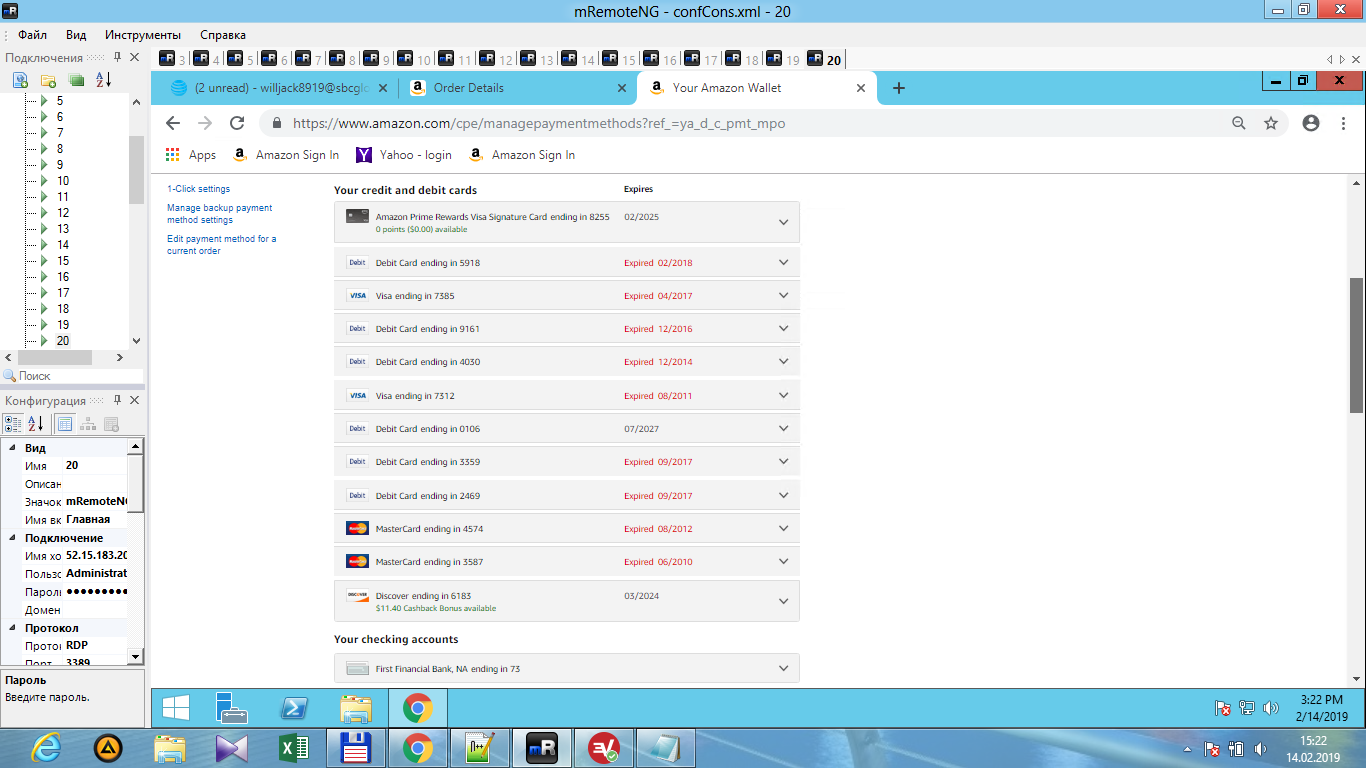 mRemoteNG - confCons.xml - 20
Файл Вид Инструменты Справка
Подключения
3 4 5 6 7 8 9 10 11 12 13 14 15 16 17 18 19 20
(2 unread) - willjack8919@sbcglo
Order Details
Your Amazon Wallet
https://www.amazon.com/cpe/managepaymentmethods?ref_=ya_d_c_pmt_mpo
Apps
Amazon Sign In
Yahoo - login
Amazon Sign In
5
6
7
8
9
10
11
12
13
14
15
16
17
18
19
20
Поиск
Конфигурация
Вид
Имя 20
Описан
Значок mRemoteNG
Имя вк Главная
Подключение
Имя хо 52.15.183.20
Пользо Administrat
Пароль ●●●●●●●●●
Домен
Протокол
Прото RDP
Порт 3389
Пароль
Введите пароль.
1-Click settings
Manage backup payment
method settings
Edit payment method for a
current order
Your credit and debit cards Expires
Amazon Prime Rewards Visa Signature Card ending in 8255 02/2025
0 points ($0.00) available
Debit Debit Card ending in 5918 Expired 02/2018
VISA Visa ending in 7385 Expired 04/2017
Debit Debit Card ending in 9161 Expired 12/2016
Debit Debit Card ending in 4030 Expired 12/2014
VISA Visa ending in 7312 Expired 08/2011
Debit Debit Card ending in 0106 07/2027
Debit Debit Card ending in 3359 Expired 09/2017
Debit Debit Card ending in 2469 Expired 09/2017
MasterCard ending in 4574 Expired 08/2012
MasterCard ending in 3587 Expired 06/2010
DISCOVER Discover ending in 6183 03/2024
$11.40 Cashback Bonus available
Your checking accounts
First Financial Bank, NA ending in 73
3:22 PM
2/14/2019
15:22
14.02.2019